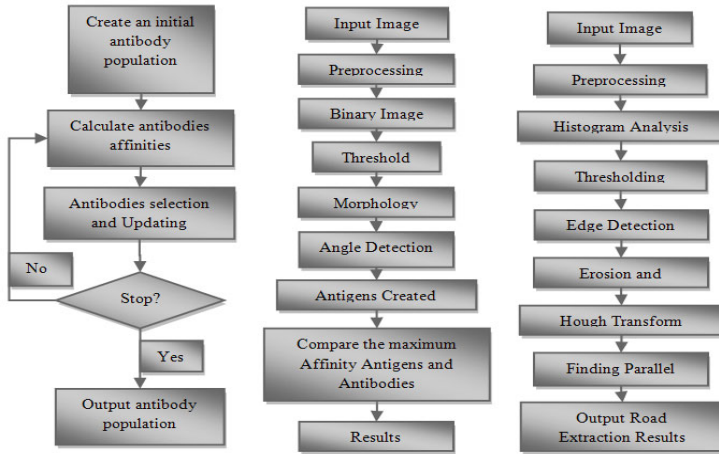 Create an initial
antibody
population
Calculate antibodies
affinities
Antibodies selection
and Updating
No
Stop?
Yes
Output antibody
population
Input Image
Preprocessing
Binary Image
Threshold
Morphology
Angle Detection
Antigens Created
Compare the maximum
Affinity Antigens and
Antibodies
Results
Input Image
Preprocessing
Histogram Analysis
Thresholding
Edge Detection
Erosion and
Hough Transform
Finding Parallel
Output Road
Extraction Results